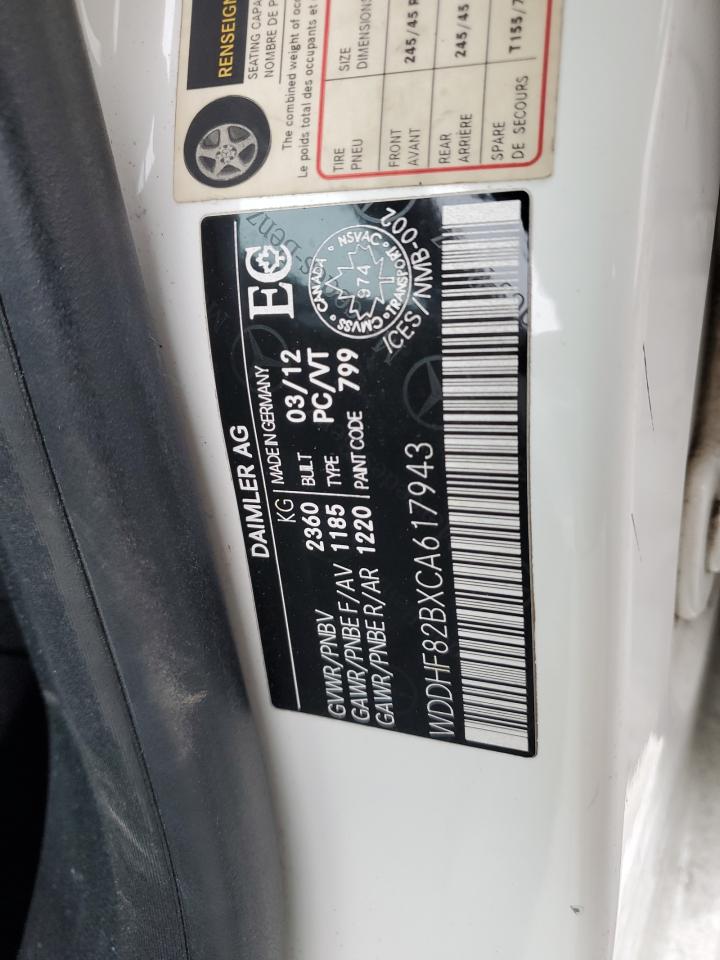 RENSEIGN
SEATING CAPA
NOMBRE DE P
The combined weight of oc
Le poids total des occupants et
TIRE
PNEU
SIZE
DIMENSIONS
FRONT
AVANT
245/45 R
REAR
ARRIÈRE
245/45
SPARE
DE SECOURS
T155/7
DAIMLER AG
KG MADE IN GERMANY
GVWR/PNBV 2360 BUILT 03/12
GAWR/PNBE F/AV 1185 TYPE PC/VT
GAWR/PNBE R/AR 1220 PAINT CODE 799
EC
CANADA NSVAC
974
CMVSS TRANSPORT
ICES/NMB-002
WDDHF82BXCA617943